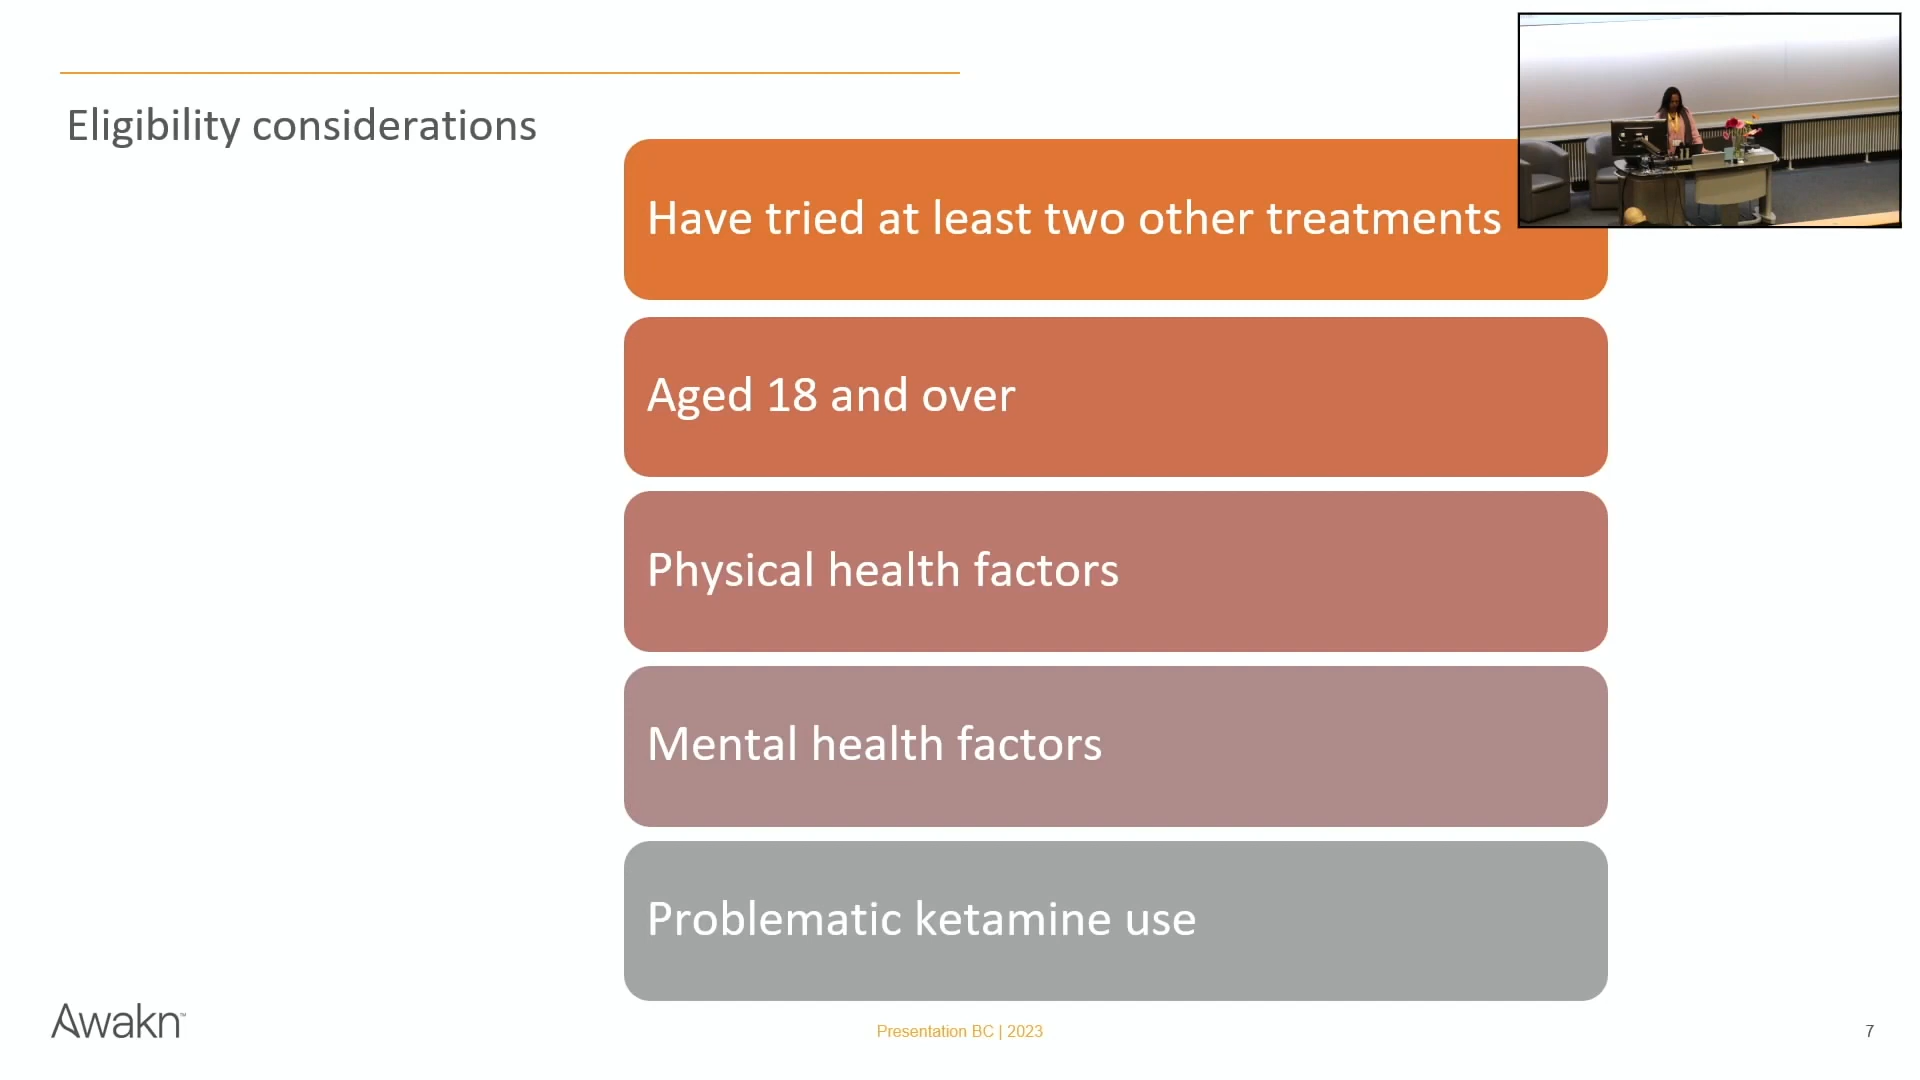 Eligibility considerations
Have tried at least two other treatments
Aged 18 and over
Physical health factors
Mental health factors
Problematic ketamine use
Awakn™
Presentation BC | 2023
7